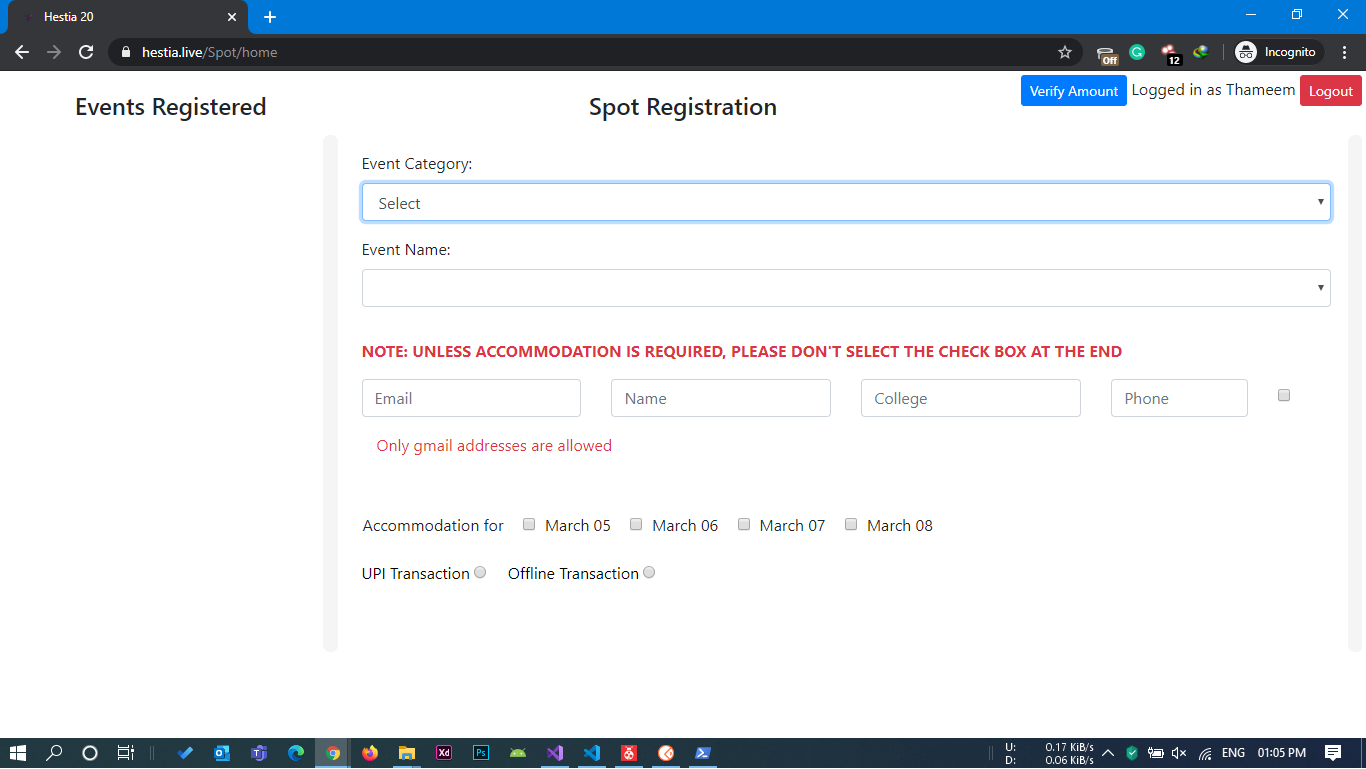 Hestia 20
hestia.live/Spot/home
Off
12
Incognito
Events Registered
Spot Registration
Verify Amount Logged in as Thameem Logout
Event Category:
Select
Event Name:
NOTE: UNLESS ACCOMMODATION IS REQUIRED, PLEASE DON'T SELECT THE CHECK BOX AT THE END
Email Name College Phone
Only gmail addresses are allowed
Accommodation for March 05 March 06 March 07 March 08
UPI Transaction Offline Transaction
Xd Ps
U: 0.17 KiB/s
D: 0.06 KiB/s
ENG 01:05 PM